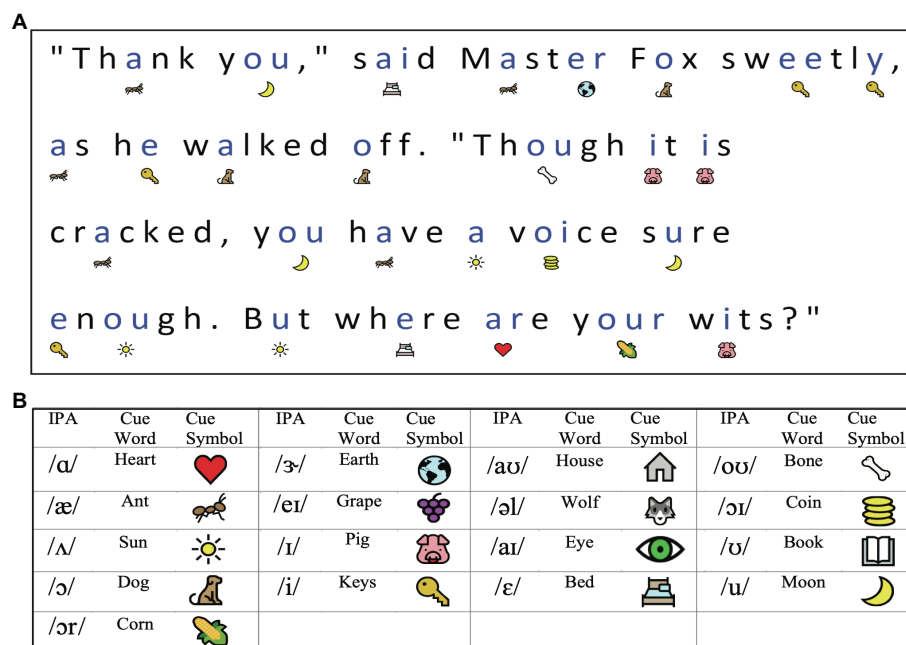 A
"Thank you," said Master Fox sweetly,
as he walked off. "Though it is
cracked, you have a voice sure
enough. But where are your wits?"
B
IPA Cue Word Cue Symbol IPA Cue Word Cue Symbol IPA Cue Word Cue Symbol IPA Cue Word Cue Symbol
/ɑ/ Heart /ɝ/ Earth /aʊ/ House /oʊ/ Bone
/æ/ Ant /eɪ/ Grape /əl/ Wolf /ɔɪ/ Coin
/ʌ/ Sun /ɪ/ Pig /aɪ/ Eye /ʊ/ Book
/ɔ/ Dog /i/ Keys /ɛ/ Bed /u/ Moon
/ɔr/ Corn